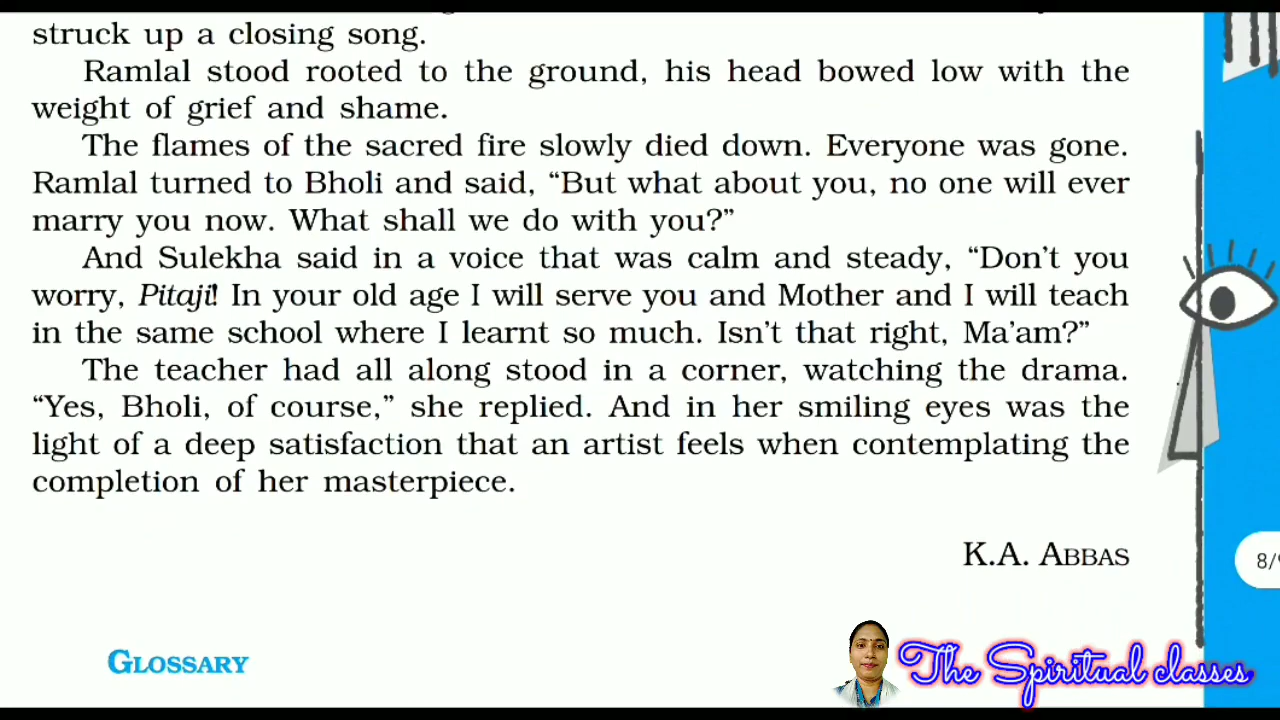 struck up a closing song.
Ramlal stood rooted to the ground, his head bowed low with the
weight of grief and shame.
The flames of the sacred fire slowly died down. Everyone was gone.
Ramlal turned to Bholi and said, “But what about you, no one will ever
marry you now. What shall we do with you?”
And Sulekha said in a voice that was calm and steady, “Don’t you
worry, Pitaji! In your old age I will serve you and Mother and I will teach
in the same school where I learnt so much. Isn’t that right, Ma’am?”
The teacher had all along stood in a corner, watching the drama.
“Yes, Bholi, of course,” she replied. And in her smiling eyes was the
light of a deep satisfaction that an artist feels when contemplating the
completion of her masterpiece.
K.A. ABBAS
8/
GLOSSARY
The Spiritual classes